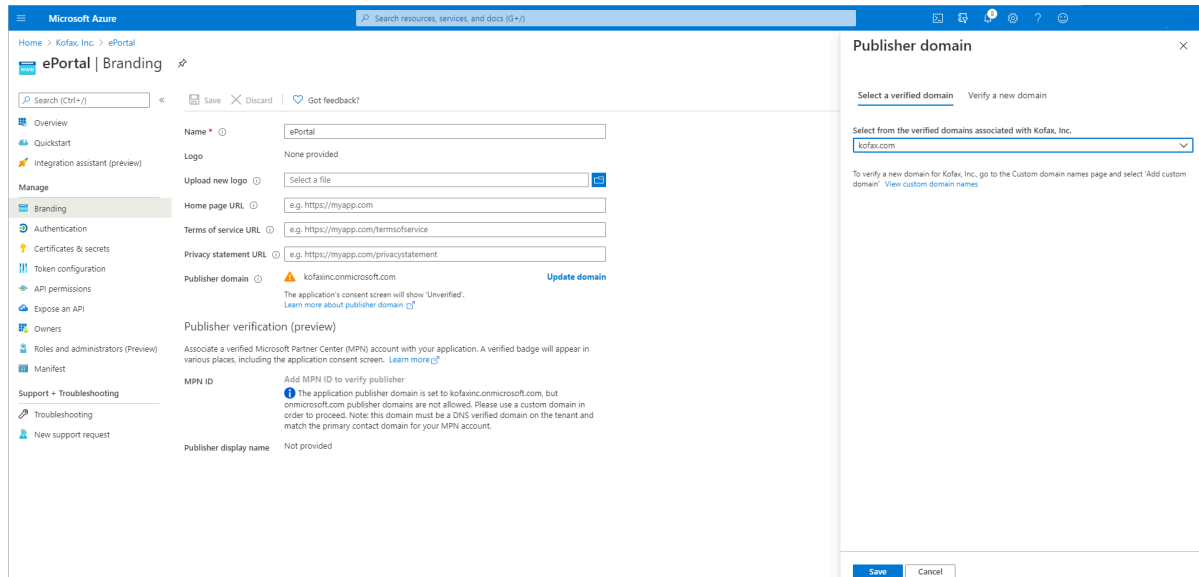 Microsoft Azure
Search resources, services, and docs (G+/)
8
Home > Kofax, Inc. > ePortal
www
ePortal | Branding
Search (Ctrl+/)
«
Overview
Quickstart
Integration assistant (preview)
Manage
Branding
Authentication
Certificates & secrets
Token configuration
API permissions
Expose an API
Owners
Roles and administrators (Preview)
Manifest
Support + Troubleshooting
Troubleshooting
New support request
Save Discard Got feedback?
Name * ePortal
Logo None provided
Upload new logo Select a file
Home page URL e.g. https://myapp.com
Terms of service URL e.g. https://myapp.com/termsofservice
Privacy statement URL e.g. https://myapp.com/privacystatement
Publisher domain kofaxinc.onmicrosoft.com Update domain
The application's consent screen will show 'Unverified'.
Learn more about publisher domain
Publisher verification (preview)
Associate a verified Microsoft Partner Center (MPN) account with your application. A verified badge will appear in
various places, including the application consent screen. Learn more
MPN ID Add MPN ID to verify publisher
The application publisher domain is set to kofaxinc.onmicrosoft.com, but
onmicrosoft.com publisher domains are not allowed. Please use a custom domain in
order to proceed. Note: this domain must be a DNS verified domain on the tenant and
match the primary contact domain for your MPN account.
Publisher display name Not provided
Publisher domain
Select a verified domain Verify a new domain
Select from the verified domains associated with Kofax, Inc.
kofax.com
To verify a new domain for Kofax, Inc., go to the Custom domain names page and select 'Add custom
domain' View custom domain names
Save Cancel